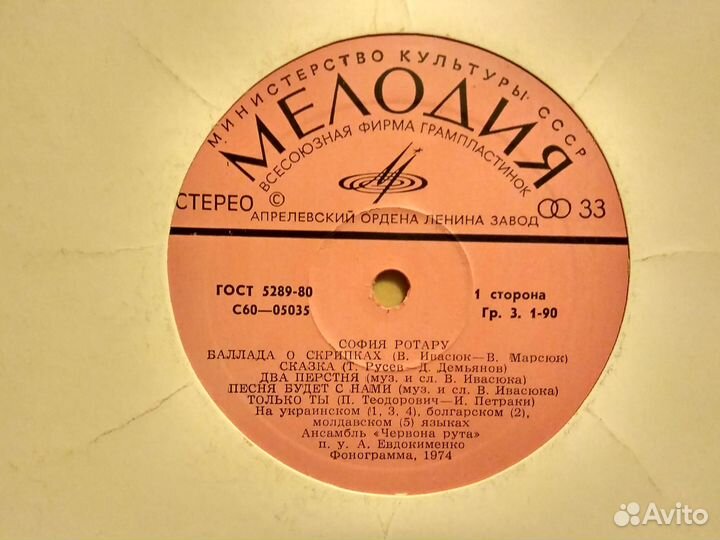 МИНИСТЕРСТВО КУЛЬТУРЫ СССР
МЕЛОДИЯ
ВСЕСОЮЗНАЯ ФИРМА ГРАМПЛАСТИНОК
СТЕРЕО © 33
АПРЕЛЕВСКИЙ ОРДЕНА ЛЕНИНА ЗАВОД
ГОСТ 5289-80 1 сторона
С60—05035 Гр. 3. 1-90
СОФИЯ РОТАРУ
БАЛЛАДА О СКРИПКАХ (В. Ивасюк—В. Марсюк)
СКАЗКА (Т. Русев—Д. Демьянов)
ДВА ПЕРСТНЯ (муз. и сл. В. Ивасюка)
ПЕСНЯ БУДЕТ С НАМИ (муз. и сл. В. Ивасюка)
ТОЛЬКО ТЫ (П. Теодорович—И. Петраки)
На украинском (1, 3, 4), болгарском (2),
молдавском (5) языках
Ансамбль «Червона рута»
п. у. А. Евдокименко
Фонограмма, 1974
Avito